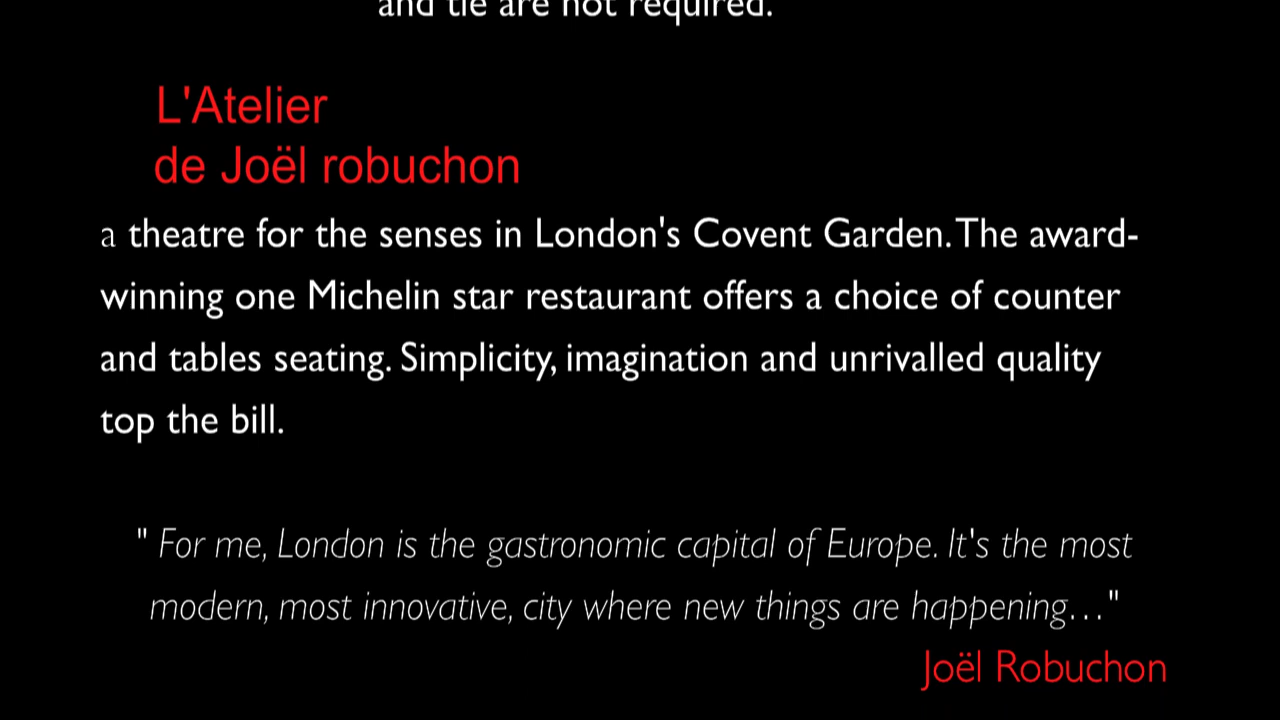 and tie are not required.
L'Atelier
de Joël robuchon
a theatre for the senses in London's Covent Garden. The award-
winning one Michelin star restaurant offers a choice of counter
and tables seating. Simplicity, imagination and unrivalled quality
top the bill.
" For me, London is the gastronomic capital of Europe. It's the most
modern, most innovative, city where new things are happening..."
Joël Robuchon